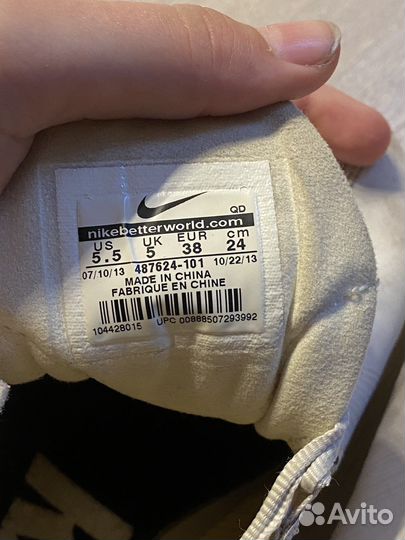 QD
nikebetterworld.com
US UK EUR cm
5.5 5 38 24
07/10/13 487624-101 10/22/13
MADE IN CHINA
FABRIQUE EN CHINE
104428015 UPC 00888507293992
Avito